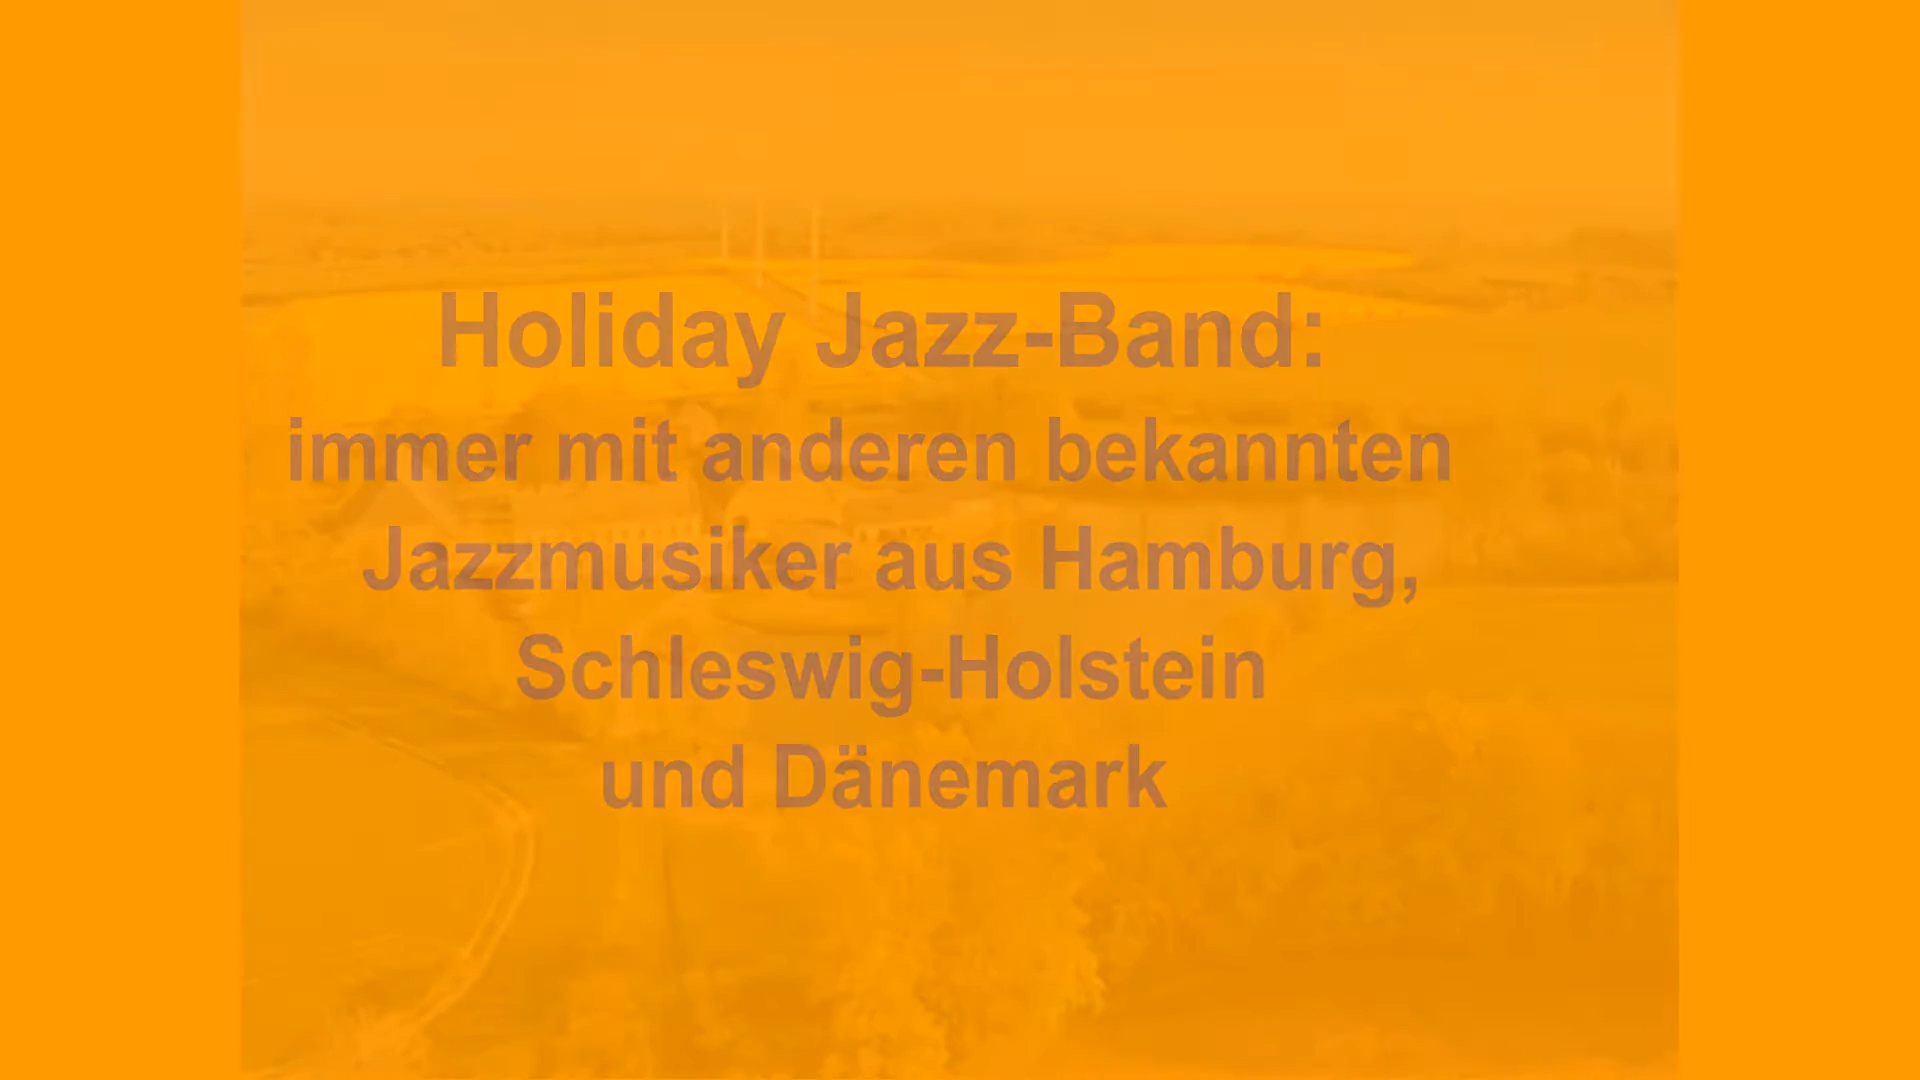 Holiday Jazz-Band:
immer mit anderen bekannten
Jazzmusiker aus Hamburg,
Schleswig-Holstein
und Dänemark